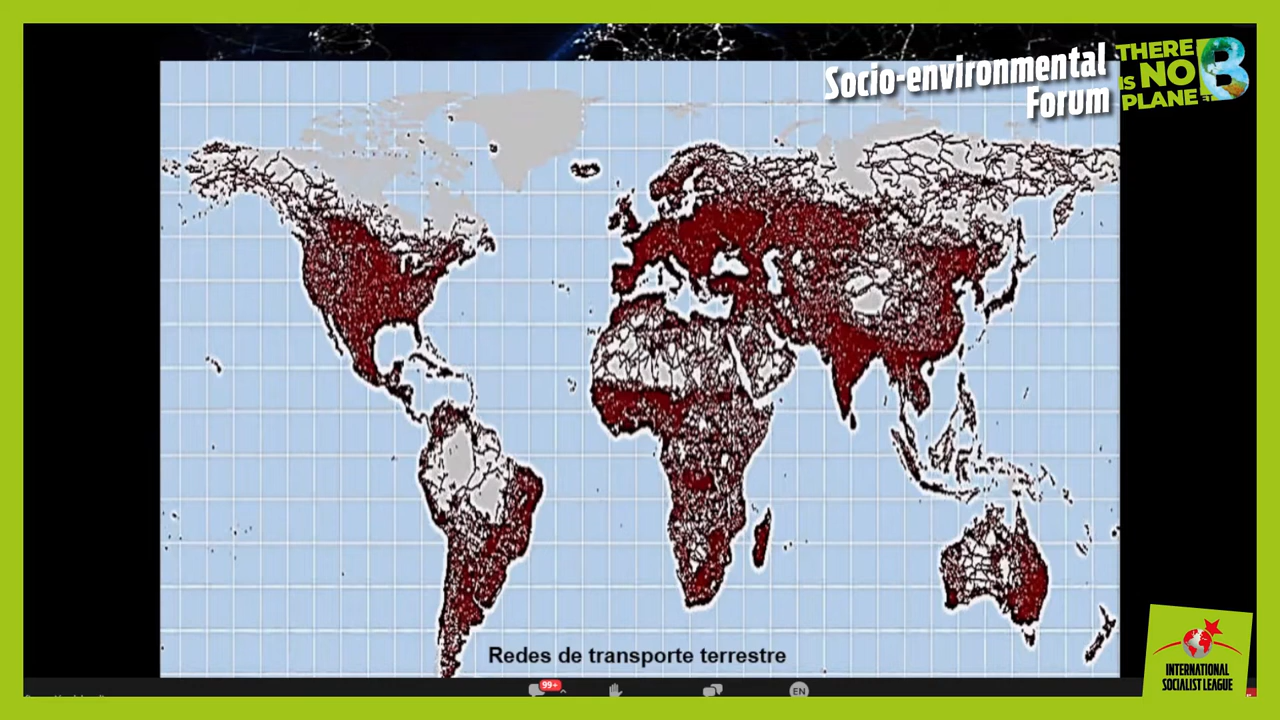 Socio-environmental
Forum
THERE
IS NO
PLANET
B
Redes de transporte terrestre
99+
EN
INTERNATIONAL
SOCIALIST LEAGUE